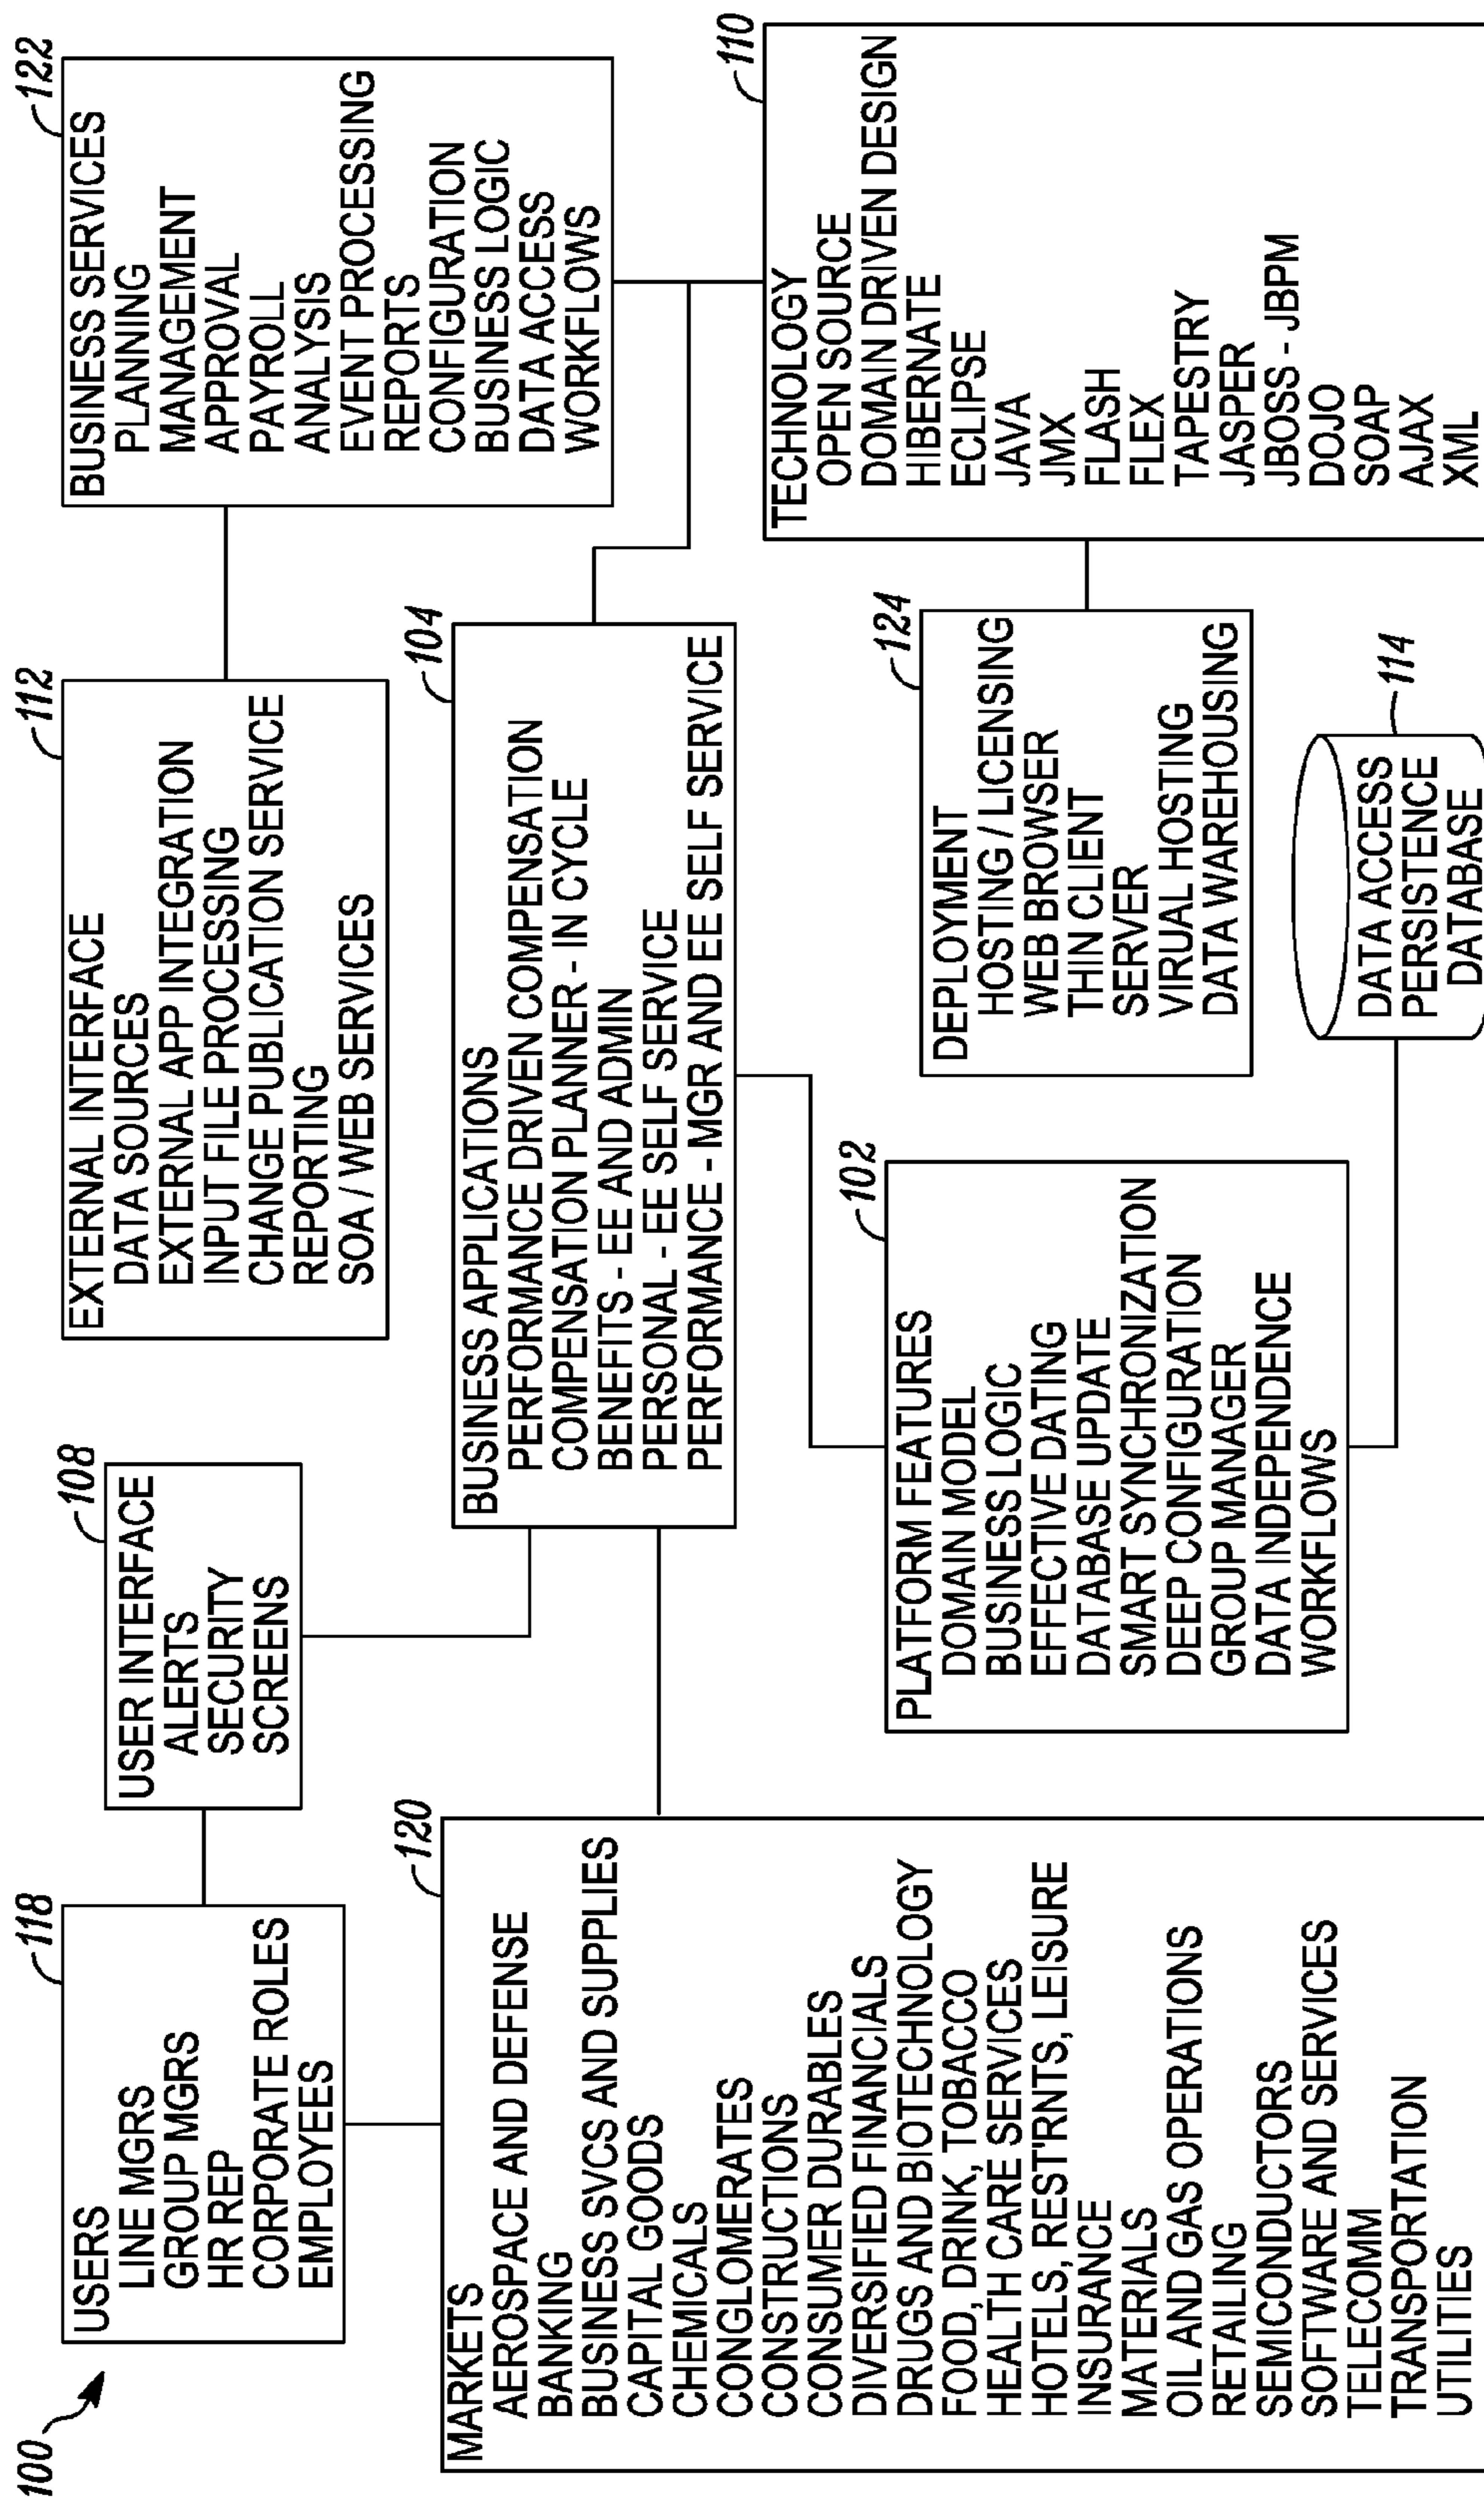 100
118
USERS
LINE MGRS
GROUP MGRS
HR REP
CORPORATE ROLES
EMPLOYEES
108
USER INTERFACE
ALERTS
SECURITY
SCREENS
112
EXTERNAL INTERFACE
DATA SOURCES
EXTERNAL APP INTEGRATION
INPUT FILE PROCESSING
CHANGE PUBLICATION SERVICE
REPORTING
SOA / WEB SERVICES
122
BUSINESS SERVICES
PLANNING
MANAGEMENT
APPROVAL
PAYROLL
ANALYSIS
EVENT PROCESSING
REPORTS
CONFIGURATION
BUSINESS LOGIC
DATA ACCESS
WORKFLOWS
120
MARKETS
AEROSPACE AND DEFENSE
BANKING
BUSINESS SVCS AND SUPPLIES
CAPITAL GOODS
CHEMICALS
CONGLOMERATES
CONSTRUCTIONS
CONSUMER DURABLES
DIVERSIFIED FINANCIALS
DRUGS AND BIOTECHNOLOGY
FOOD, DRINK, TOBACCO
HEALTH CARE SERVICES
HOTELS, REST'RNTS, LEISURE
INSURANCE
MATERIALS
OIL AND GAS OPERATIONS
RETAILING
SEMICONDUCTORS
SOFTWARE AND SERVICES
TELECOMM
TRANSPORTATION
UTILITIES
104
BUSINESS APPLICATIONS
PERFORMANCE DRIVEN COMPENSATION
COMPENSATION PLANNER - IN CYCLE
BENEFITS - EE AND ADMIN
PERSONAL - EE SELF SERVICE
PERFORMANCE - MGR AND EE SELF SERVICE
102
PLATFORM FEATURES
DOMAIN MODEL
BUSINESS LOGIC
EFFECTIVE DATING
DATABASE UPDATE
SMART SYNCHRONIZATION
DEEP CONFIGURATION
GROUP MANAGER
DATA INDEPENDENCE
WORKFLOWS
124
DEPLOYMENT
HOSTING / LICENSING
WEB BROWSER
THIN CLIENT
SERVER
VIRUAL HOSTING
DATA WAREHOUSING
114
DATA ACCESS
PERSISTENCE
DATABASE
110
TECHNOLOGY
OPEN SOURCE
DOMAIN DRIVEN DESIGN
HIBERNATE
ECLIPSE
JAVA
JMX
FLASH
FLEX
TAPESTRY
JASPER
JBOSS - JBPM
DOJO
SOAP
AJAX
XML